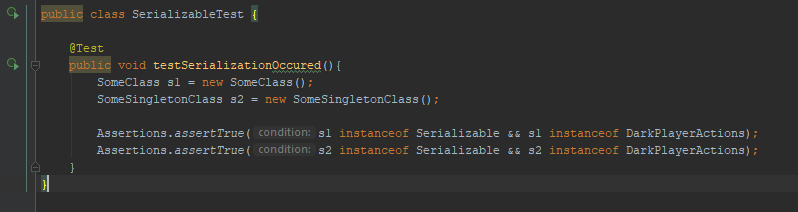 public class SerializableTest {
@Test
public void testSerializationOccured(){
SomeClass s1 = new SomeClass();
SomeSingletonClass s2 = new SomeSingletonClass();
Assertions.assertTrue( condition: s1 instanceof Serializable && s1 instanceof DarkPlayerActions);
Assertions.assertTrue( condition: s2 instanceof Serializable && s2 instanceof DarkPlayerActions);
}
}